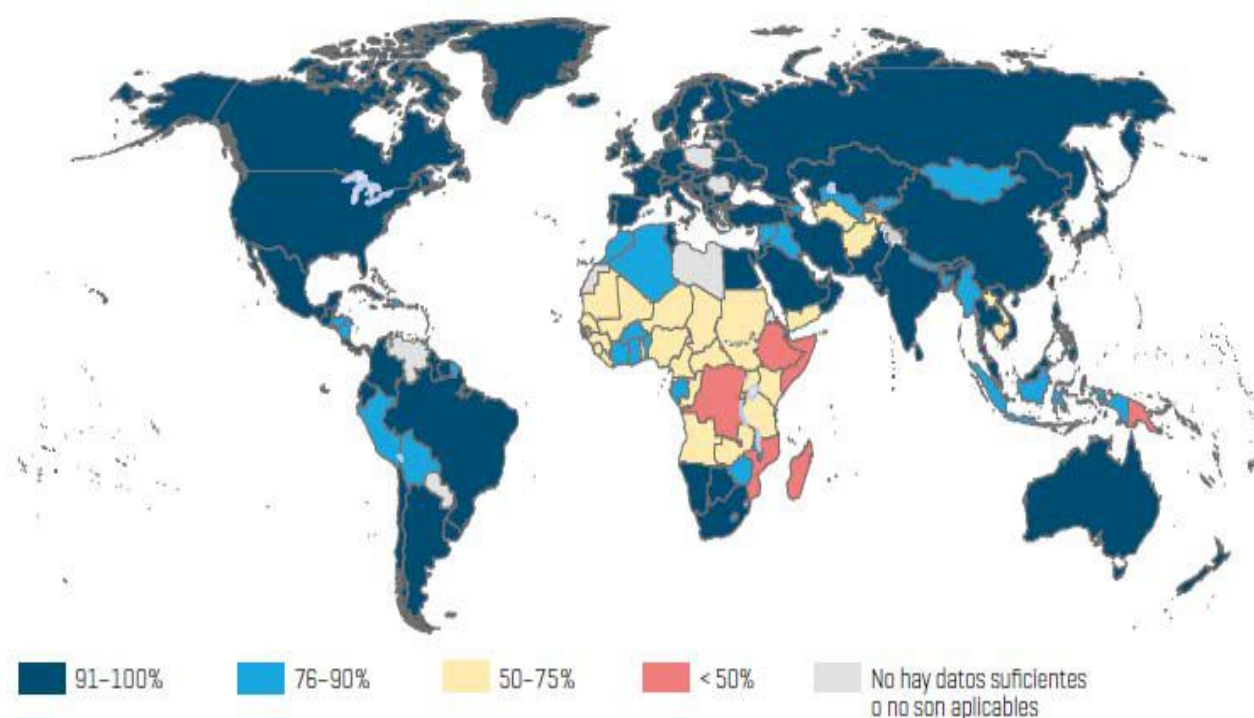 91–100%
76–90%
50–75%
< 50%
No hay datos suficientes
o no son aplicables